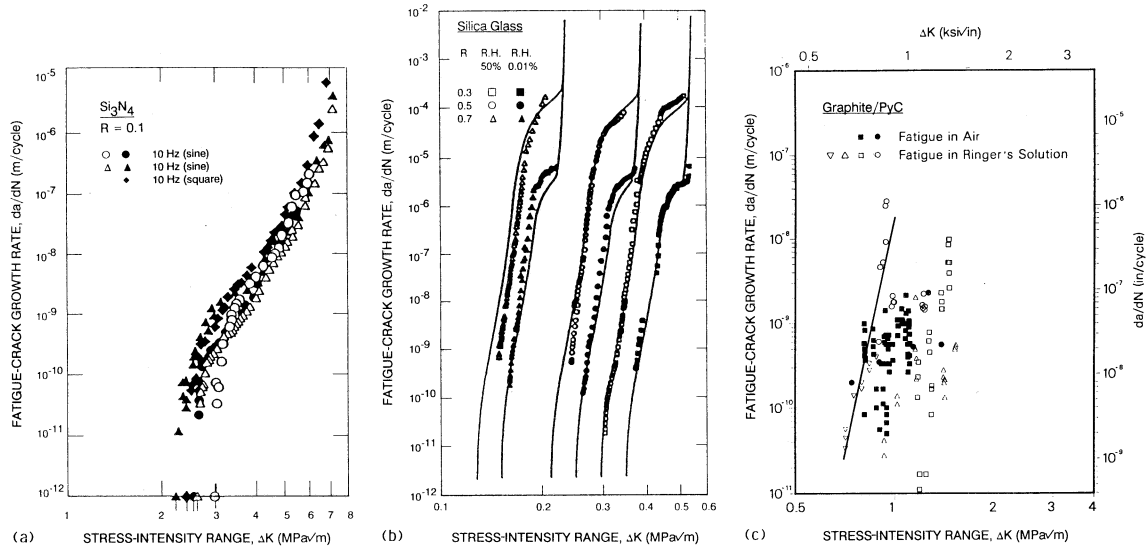 (a)
FATIGUE-CRACK GROWTH RATE, da/dN (m/cycle)
10-5
10-6
10-7
10-8
10-9
10-10
10-11
10-12
Si3N4
R = 0.1
10 Hz (sine)
10 Hz (sine)
10 Hz (square)
1 2 3 4 5 6 7 8
STRESS-INTENSITY RANGE, ΔK (MPa√m)
(b)
FATIGUE-CRACK GROWTH RATE, da/dN (m/cycle)
10-2
10-3
10-4
10-5
10-6
10-7
10-8
10-9
10-10
10-11
10-12
Silica Glass
R R.H. R.H.
50% 0.01%
0.3
0.5
0.7
0.1 0.2 0.3 0.4 0.5 0.6
STRESS-INTENSITY RANGE, ΔK (MPa√m)
(c)
ΔK (ksi√in)
0.5 1 2 3
FATIGUE-CRACK GROWTH RATE, da/dN (m/cycle)
10-6
10-7
10-8
10-9
10-10
10-11
Graphite/PyC
Fatigue in Air
Fatigue in Ringer's Solution
10-5
10-6
10-7
10-8
10-9
da/dN (in/cycle)
0.5 1 2 3 4
STRESS-INTENSITY RANGE, ΔK (MPa√m)